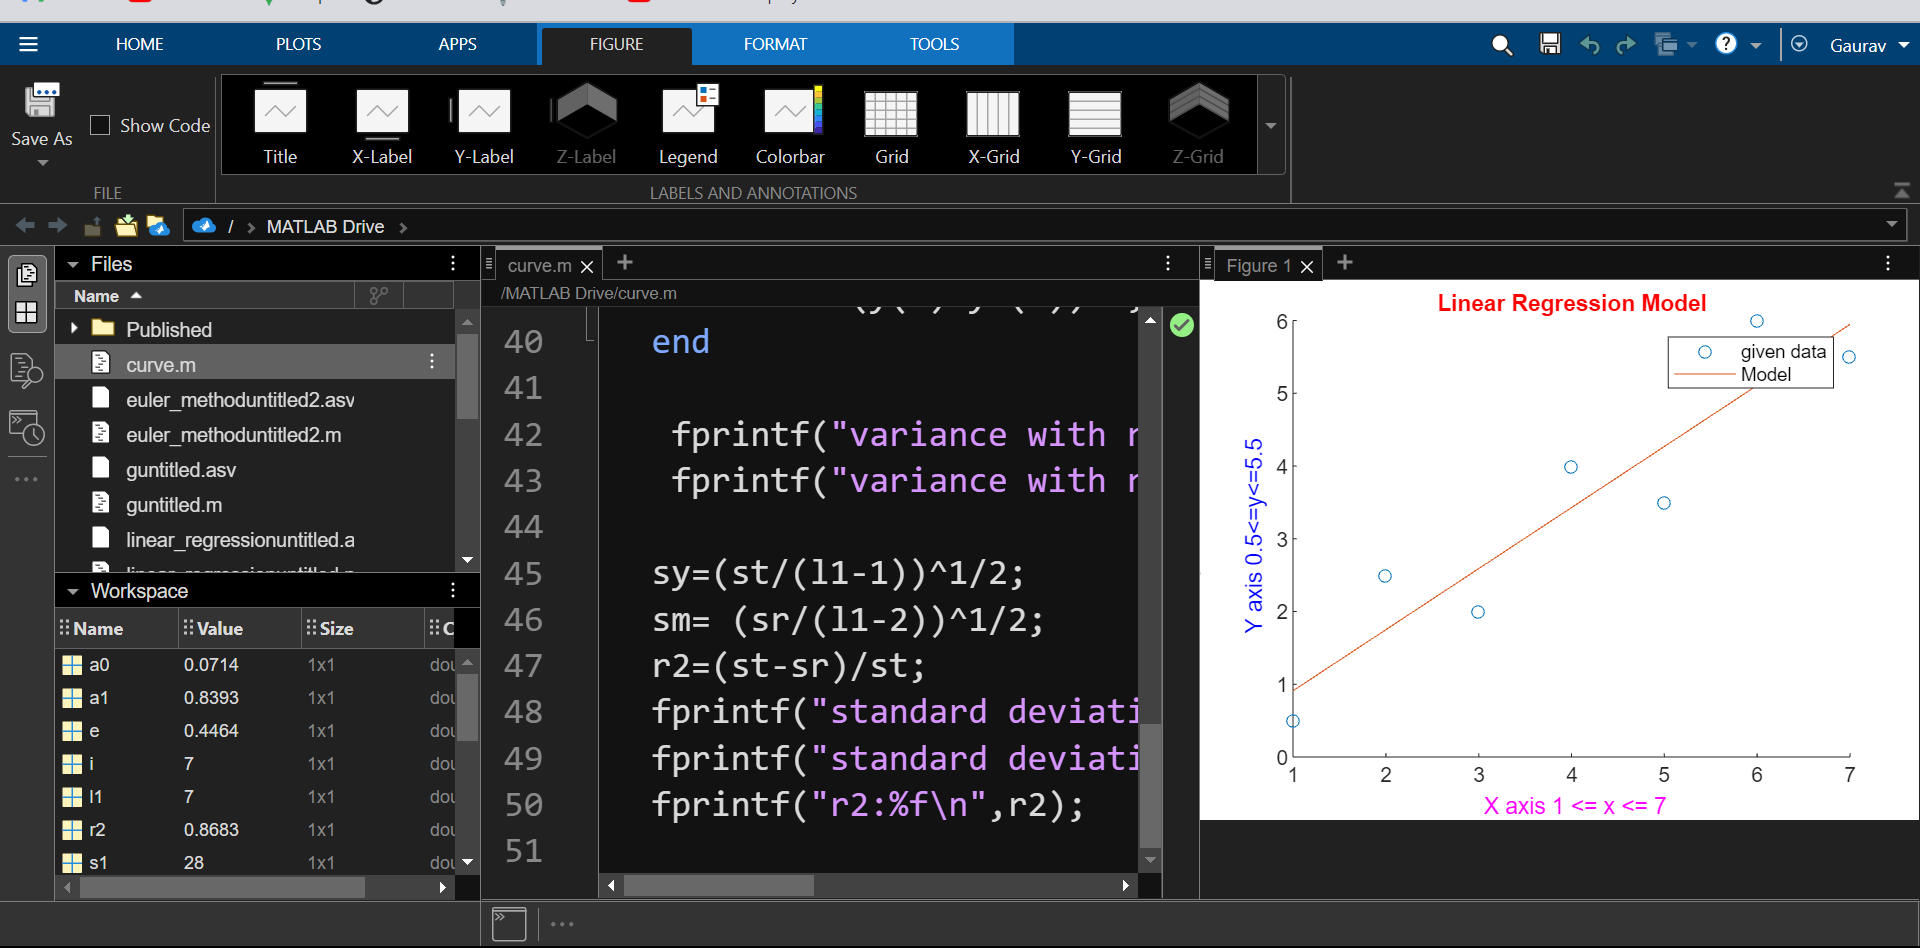 HOME PLOTS APPS FIGURE FORMAT TOOLS ? Gaurav
Save As
Show Code
FILE
Title X-Label Y-Label Z-Label Legend Colorbar Grid X-Grid Y-Grid Z-Grid
LABELS AND ANNOTATIONS
/ > MATLAB Drive >
Files
Name
Published
curve.m
euler_methoduntitled2.asv
euler_methoduntitled2.m
guntitled.asv
guntitled.m
linear_regressionuntitled.a
Workspace
Name Value Size C
a0 0.0714 1x1 dou
a1 0.8393 1x1 dou
e 0.4464 1x1 dou
i 7 1x1 dou
l1 7 1x1 dou
r2 0.8683 1x1 dou
s1 28 1x1 dou
curve.m
/MATLAB Drive/curve.m
40 end
41
42 fprintf("variance with r
43 fprintf("variance with r
44
45 sy=(st/(l1-1))^1/2;
46 sm= (sr/(l1-2))^1/2;
47 r2=(st-sr)/st;
48 fprintf("standard deviati
49 fprintf("standard deviati
50 fprintf("r2:%f\n",r2);
51
Figure 1
Linear Regression Model
given data
Model
Y axis 0.5<=y<=5.5
6
5
4
3
2
1
0
1 2 3 4 5 6 7
X axis 1 <= x <= 7